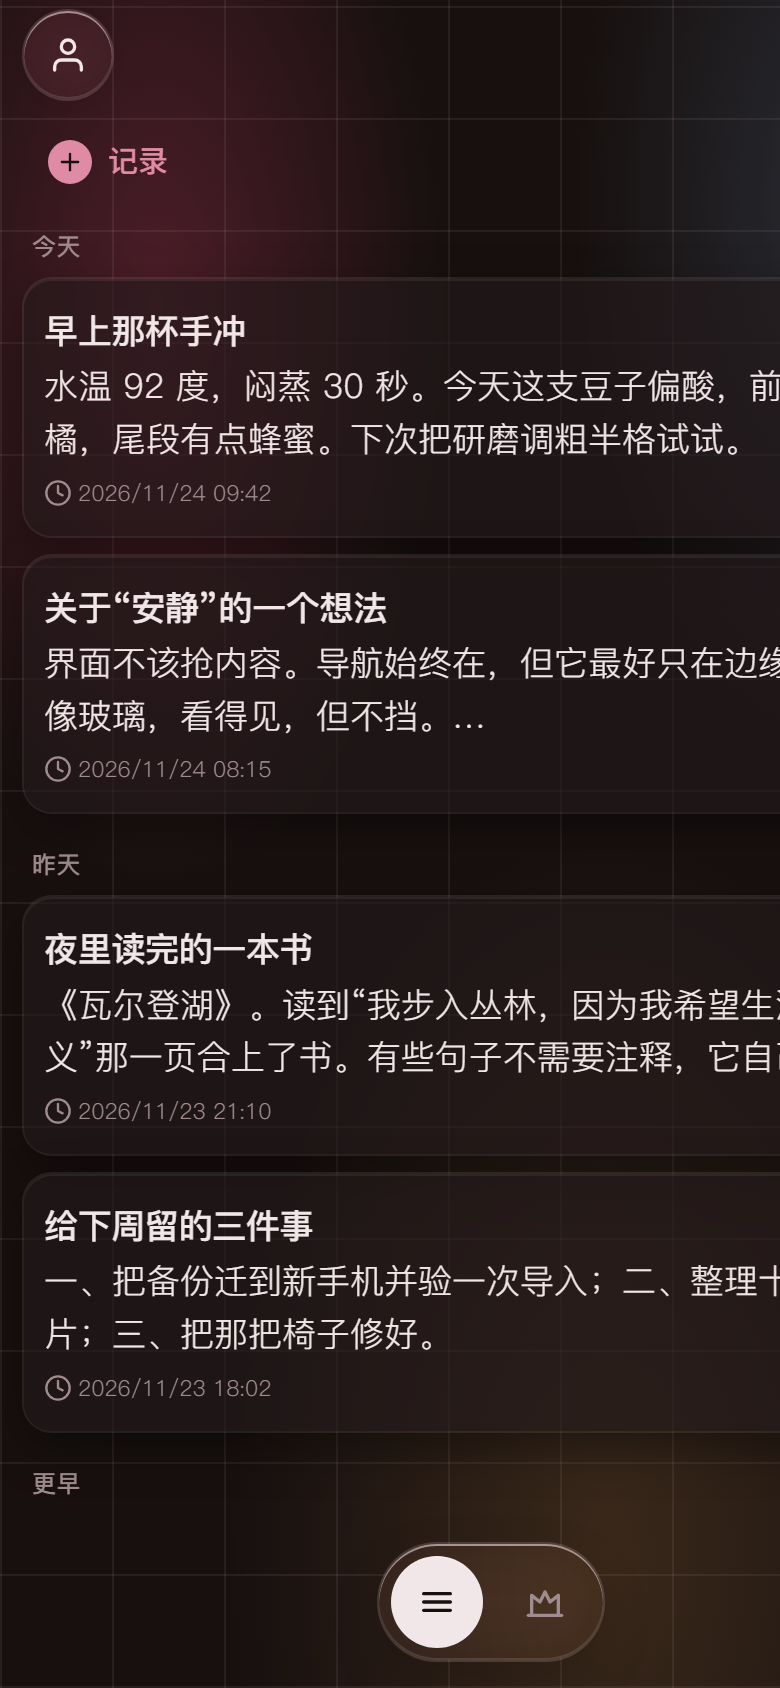 记录
今天
早上那杯手冲
水温 92 度，闷蒸 30 秒。今天这支豆子偏酸，前
橘，尾段有点蜂蜜。下次把研磨调粗半格试试。
2026/11/24 09:42
关于“安静”的一个想法
界面不该抢内容。导航始终在，但它最好只在边缘
像玻璃，看得见，但不挡。…
2026/11/24 08:15
昨天
夜里读完的一本书
《瓦尔登湖》。读到“我步入丛林，因为我希望生
义”那一页合上了书。有些句子不需要注释，它自
2026/11/23 21:10
给下周留的三件事
一、把备份迁到新手机并验一次导入；二、整理十
片；三、把那把椅子修好。
2026/11/23 18:02
更早